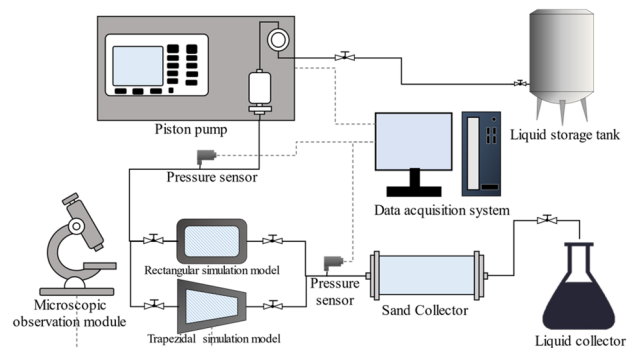 Piston pump
Liquid storage tank
Pressure sensor
Data acquisition system
Rectangular simulation model
Microscopic
observation module
Trapezidal simulation model
Pressure
sensor
Sand Collector
Liquid collector